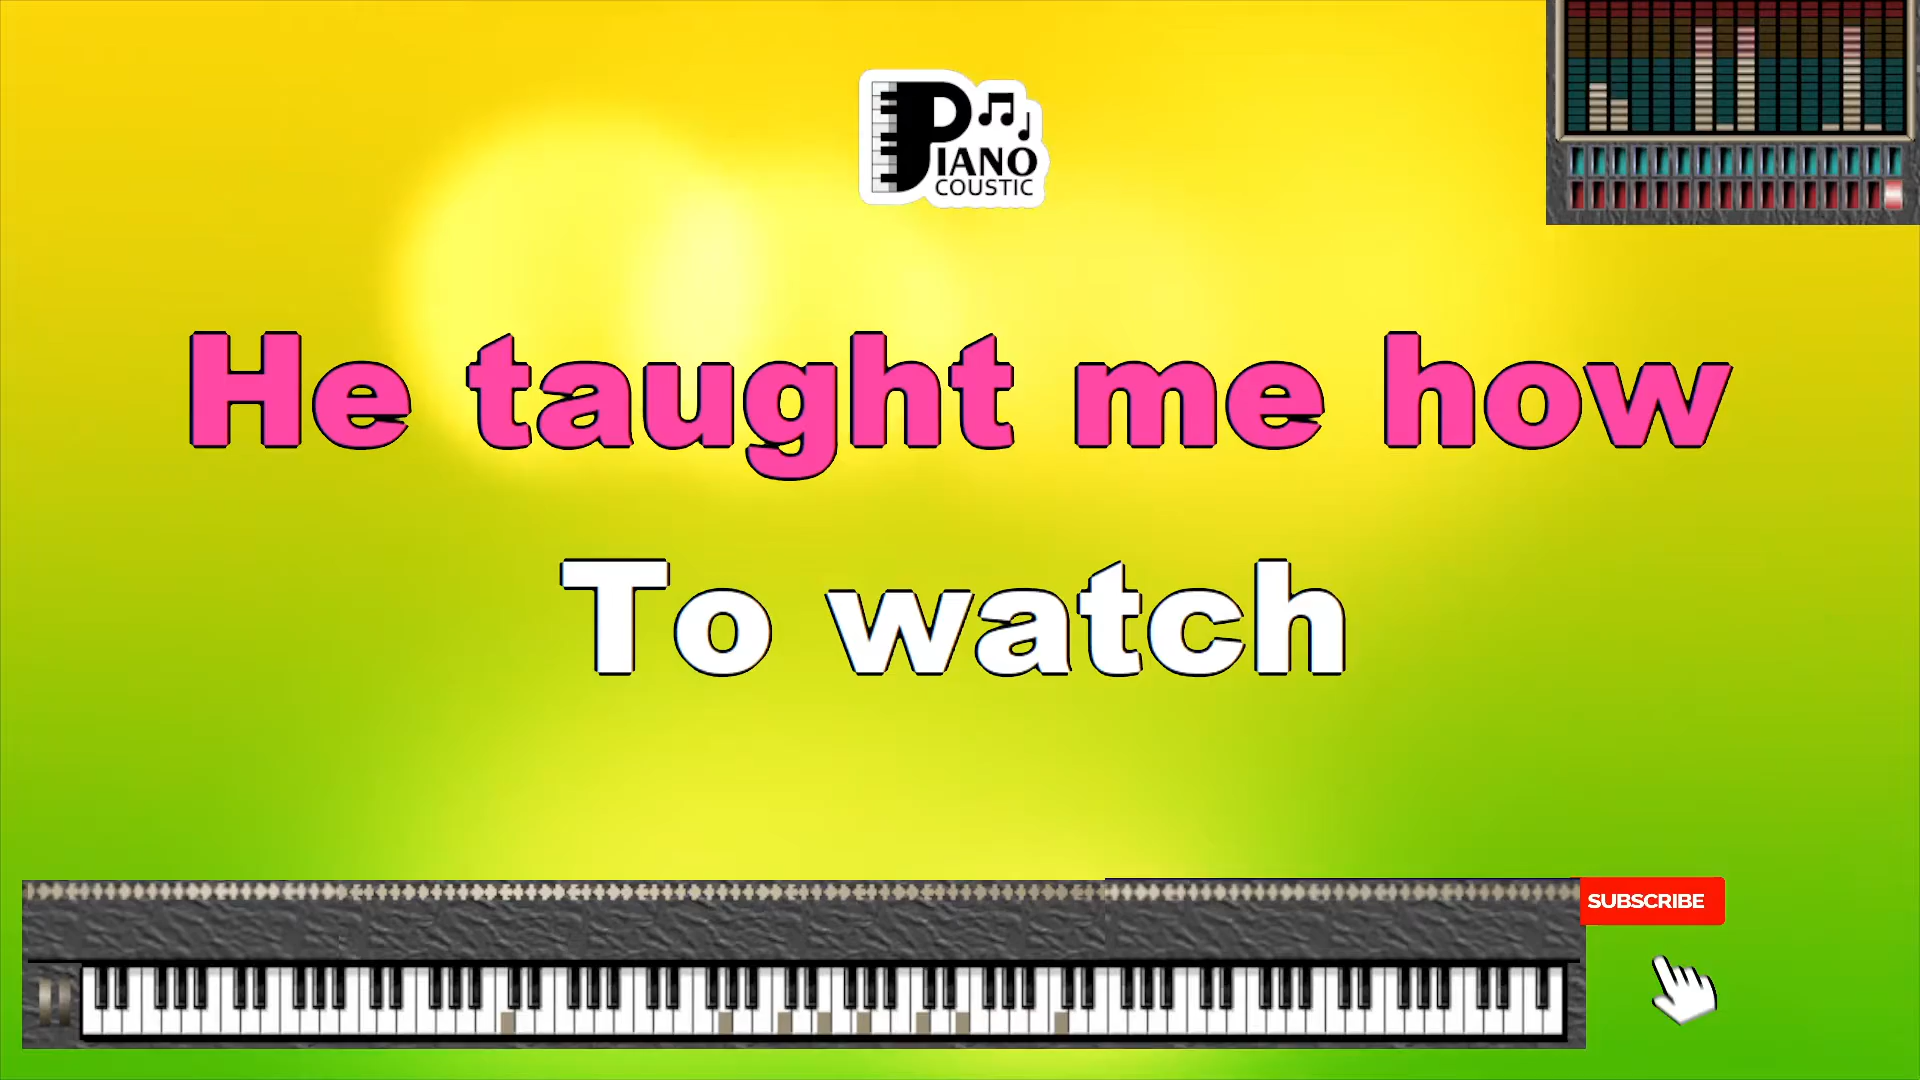 PIANO
COUSTIC
He taught me how
To watch
SUBSCRIBE